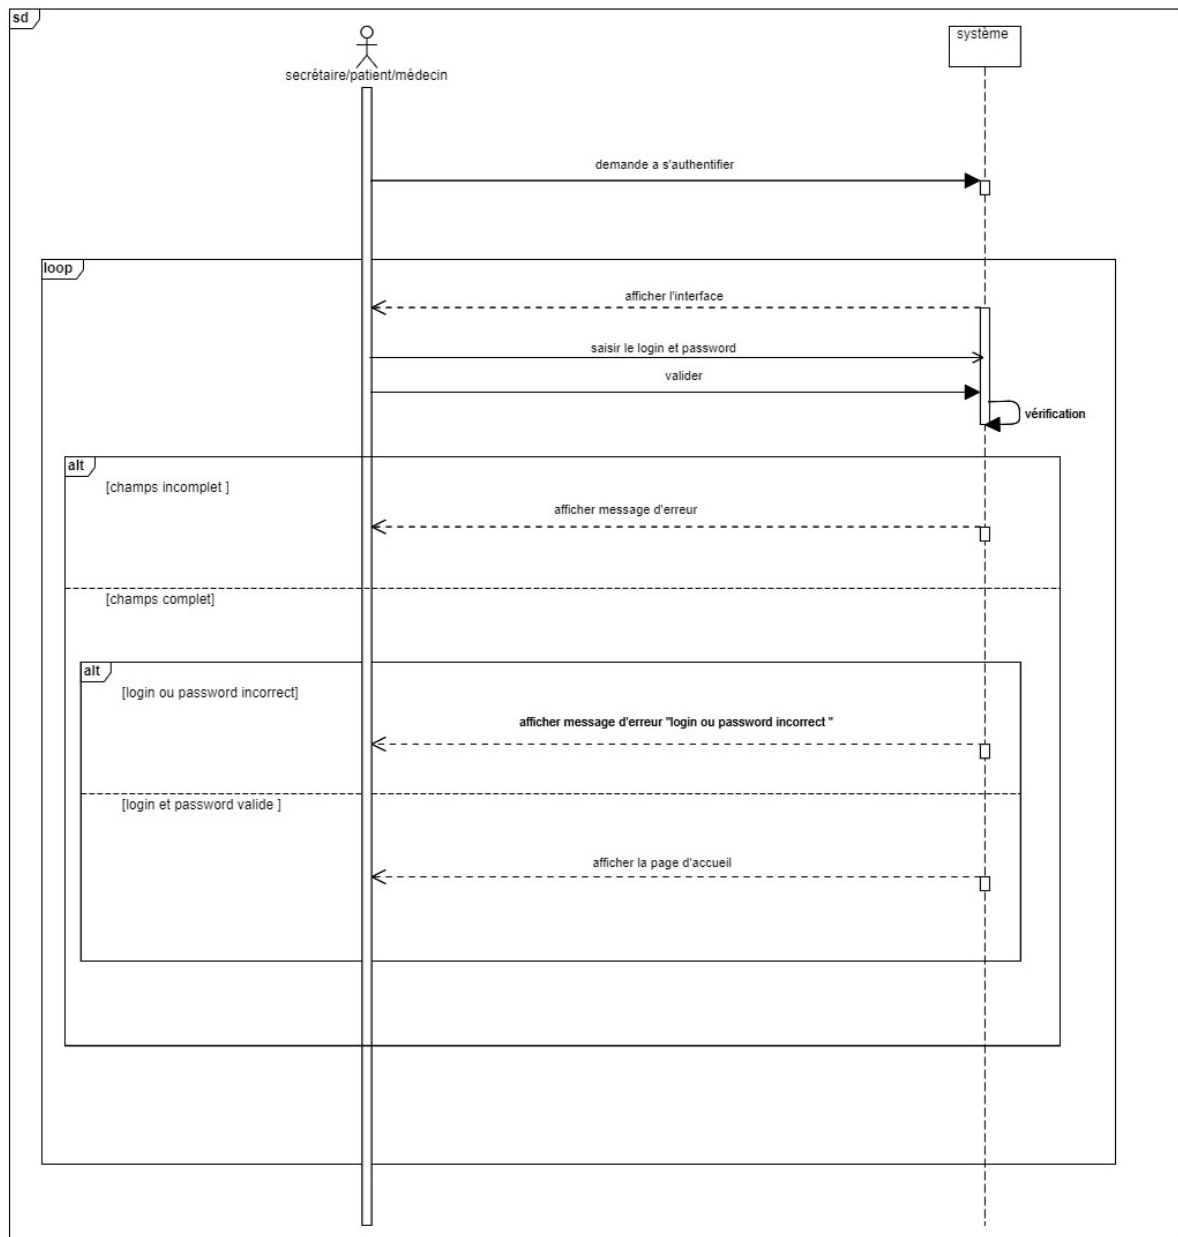 sd
système
secrétaire/patient/médecin
demande a s'authentifier
loop
afficher l'interface
saisir le login et password
valider
vérification
alt
[champs incomplet ]
afficher message d'erreur
[champs complet]
alt
[login ou password incorrect]
afficher message d'erreur "login ou password incorrect "
[login et password valide ]
afficher la page d'accueil